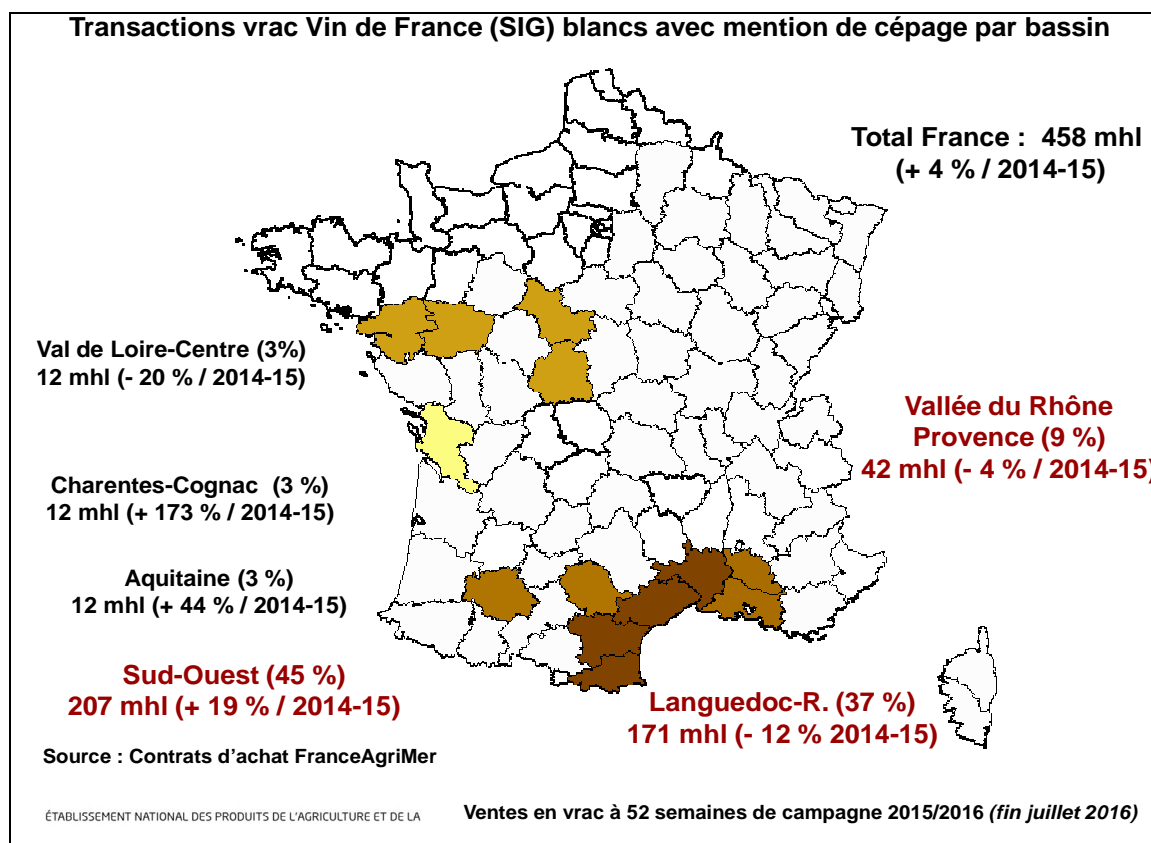 Transactions vrac Vin de France (SIG) blancs avec mention de cépage par bassin
Total France : 458 mhl
(+ 4 % / 2014-15)
Val de Loire-Centre (3%)
12 mhl (- 20 % / 2014-15)
Vallée du Rhône
Provence (9 %)
42 mhl (- 4 % / 2014-15)
Charentes-Cognac (3 %)
12 mhl (+ 173 % / 2014-15)
Aquitaine (3 %)
12 mhl (+ 44 % / 2014-15)
Sud-Ouest (45 %)
207 mhl (+ 19 % / 2014-15)
Languedoc-R. (37 %)
171 mhl (- 12 % 2014-15)
Source : Contrats d'achat FranceAgriMer
ÉTABLISSEMENT NATIONAL DES PRODUITS DE L'AGRICULTURE ET DE LA
Ventes en vrac à 52 semaines de campagne 2015/2016 (fin juillet 2016)